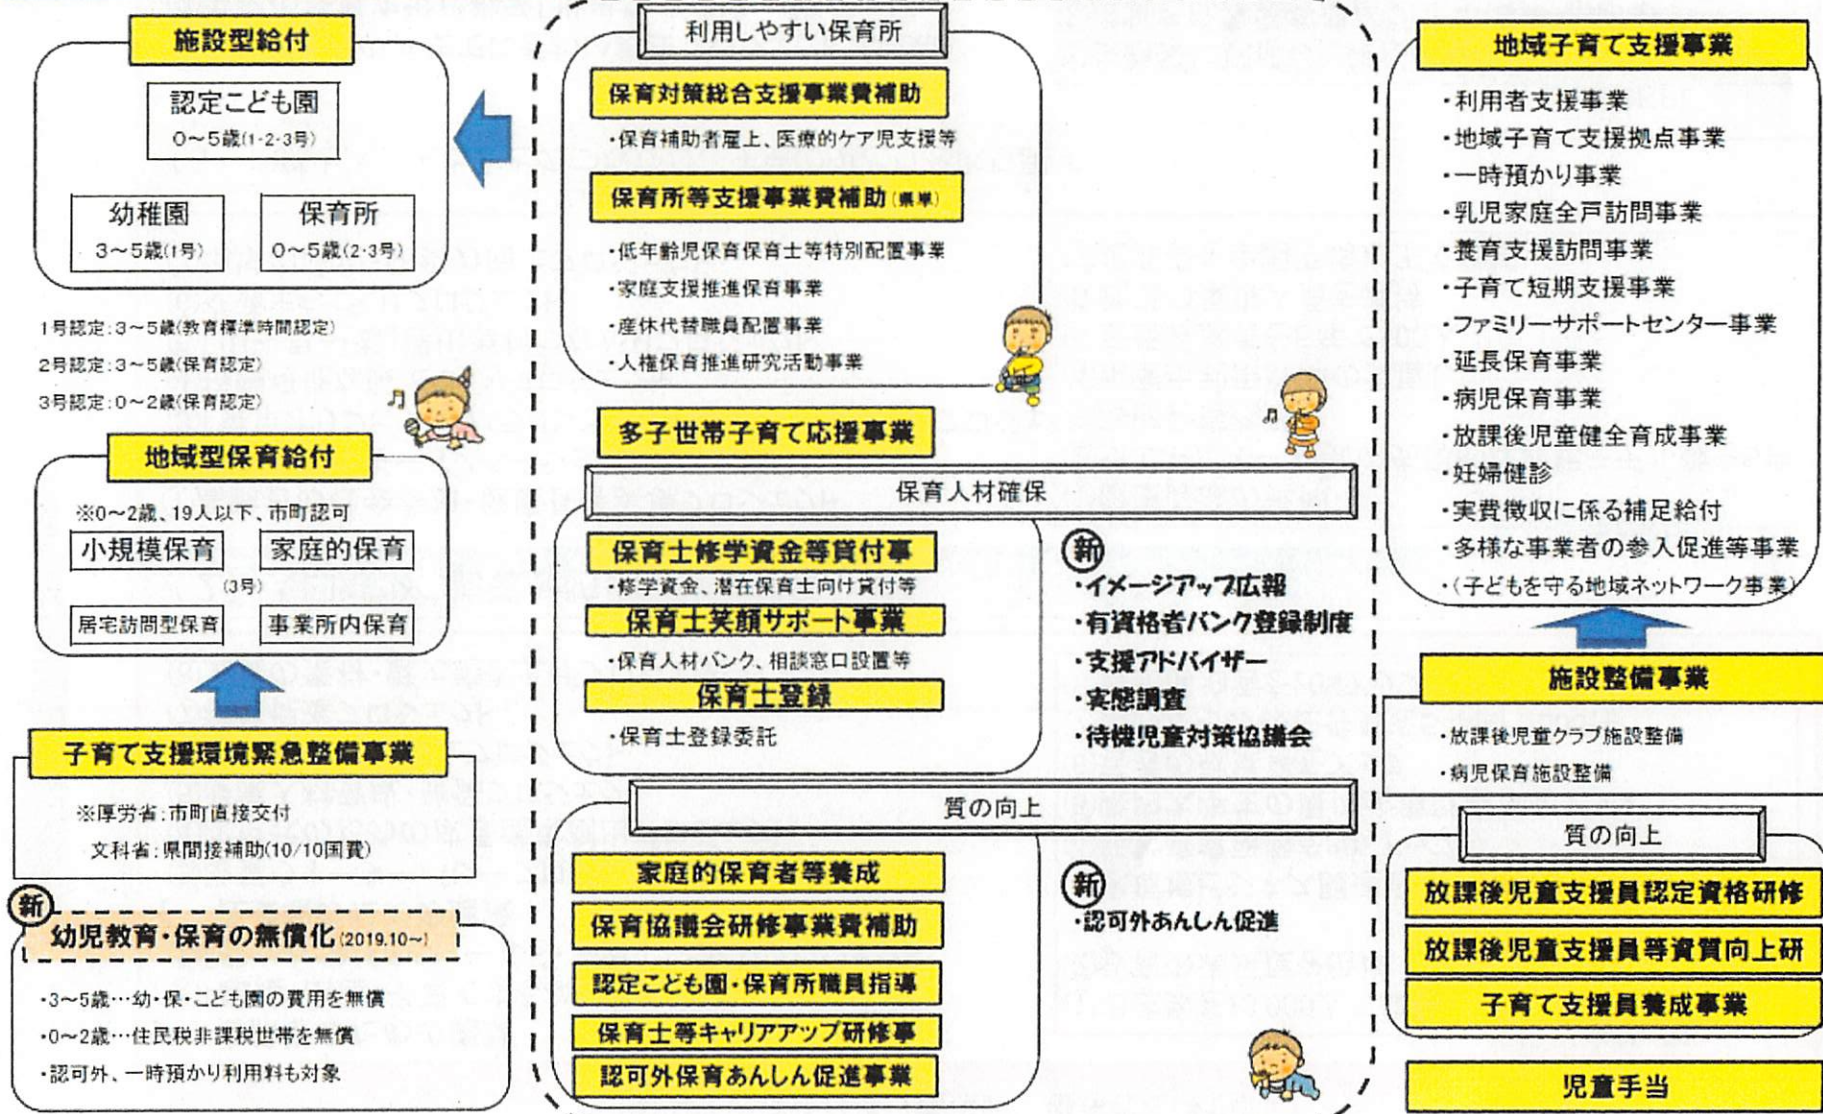 施設型給付
認定こども園
0～5歳(1・2・3号)
幼稚園
3～5歳(1号)
保育所
0～5歳(2・3号)
1号認定:3～5歳(教育標準時間認定)
2号認定:3～5歳(保育認定)
3号認定:0～2歳(保育認定)
地域型保育給付
※0～2歳、19人以下、市町認可
小規模保育
家庭的保育
(3号)
居宅訪問型保育
事業所内保育
子育て支援環境緊急整備事業
※厚労省:市町直接交付
文科省:県間接補助(10/10国費)
新
幼児教育・保育の無償化(2019.10～)
・3～5歳…幼・保・こども園の費用を無償
・0～2歳…住民税非課税世帯を無償
・認可外、一時預かり利用料も対象
利用しやすい保育所
保育対策総合支援事業費補助
・保育補助者雇上、医療的ケア児支援等
保育所等支援事業費補助(県単)
・低年齢児保育保育士等特別配置事業
・家庭支援推進保育事業
・産休代替職員配置事業
・人権保育推進研究活動事業
多子世帯子育て応援事業
保育人材確保
保育士修学資金等貸付事
・修学資金、潜在保育士向け貸付等
保育士笑顔サポート事業
・保育人材バンク、相談窓口設置等
保育士登録
・保育士登録委託
新
・イメージアップ広報
・有資格者バンク登録制度
・支援アドバイザー
・実態調査
・待機児童対策協議会
質の向上
家庭的保育者等養成
保育協議会研修事業費補助
認定こども園・保育所職員指導
保育士等キャリアアップ研修事
認可外保育あんしん促進事業
新
・認可外あんしん促進
地域子育て支援事業
・利用者支援事業
・地域子育て支援拠点事業
・一時預かり事業
・乳児家庭全戸訪問事業
・養育支援訪問事業
・子育て短期支援事業
・ファミリーサポートセンター事業
・延長保育事業
・病児保育事業
・放課後児童健全育成事業
・妊婦健診
・実費徴収に係る補足給付
・多様な事業者の参入促進等事業
・(子どもを守る地域ネットワーク事業)
施設整備事業
・放課後児童クラブ施設整備
・病児保育施設整備
質の向上
放課後児童支援員認定資格研修
放課後児童支援員等資質向上研
子育て支援員養成事業
児童手当